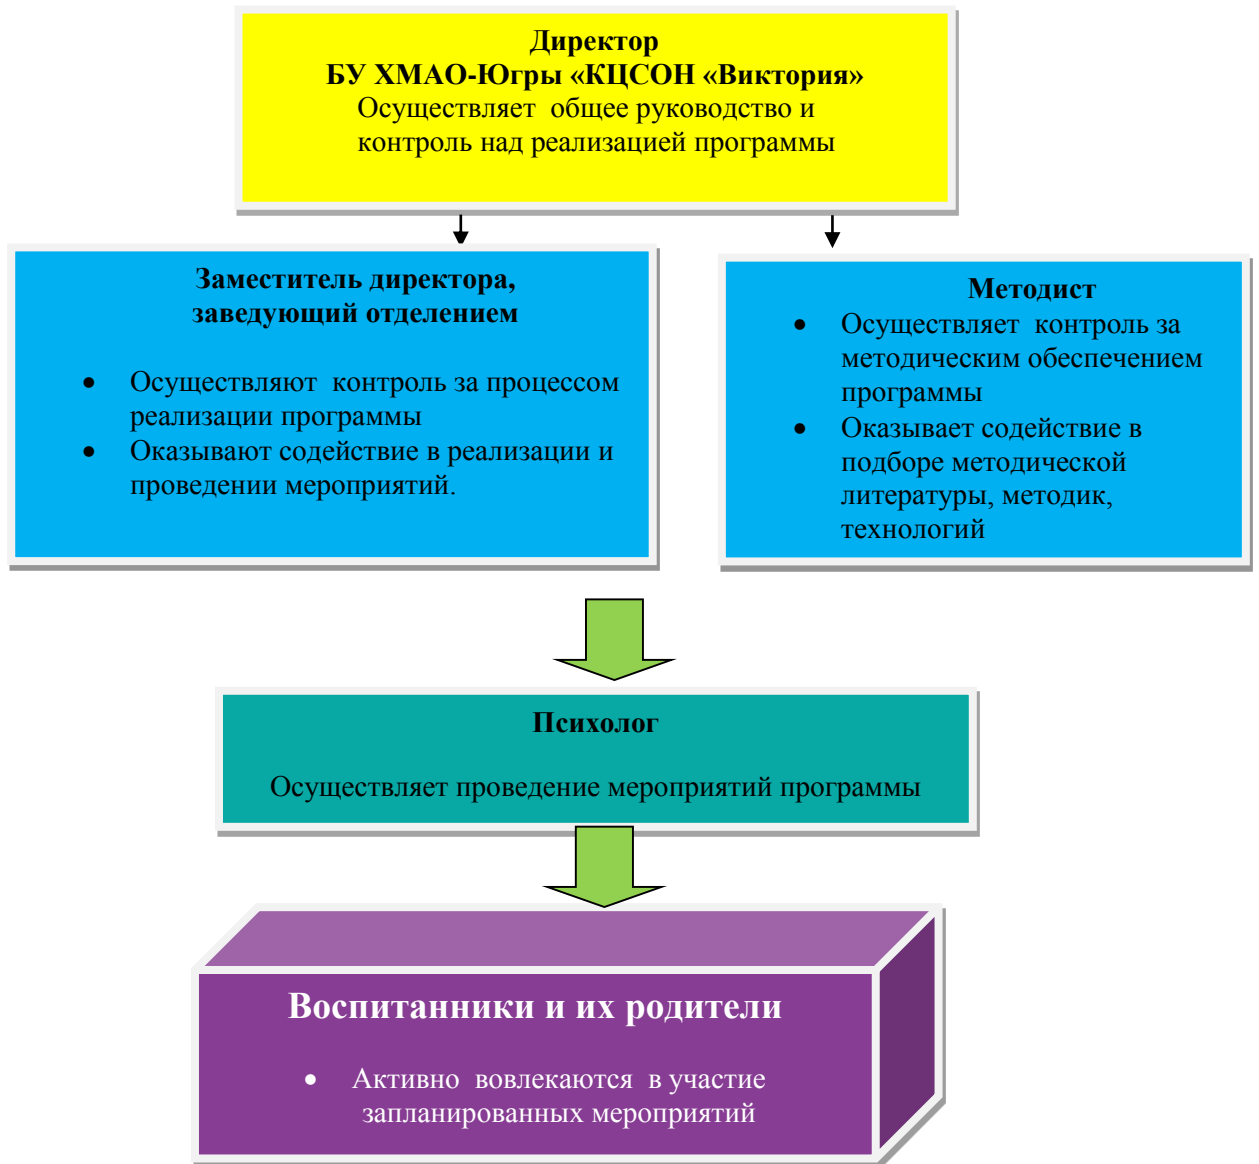 Директор
БУ ХМАО-Югры «КЦСОН «Виктория»
Осуществляет общее руководство и
контроль над реализацией программы
Заместитель директора,
заведующий отделением
• Осуществляют контроль за процессом
реализации программы
• Оказывают содействие в реализации и
проведении мероприятий.
Методист
• Осуществляет контроль за
методическим обеспечением
программы
• Оказывает содействие в
подборе методической
литературы, методик,
технологий
Психолог
Осуществляет проведение мероприятий программы
Воспитанники и их родители
• Активно вовлекаются в участие
запланированных мероприятий